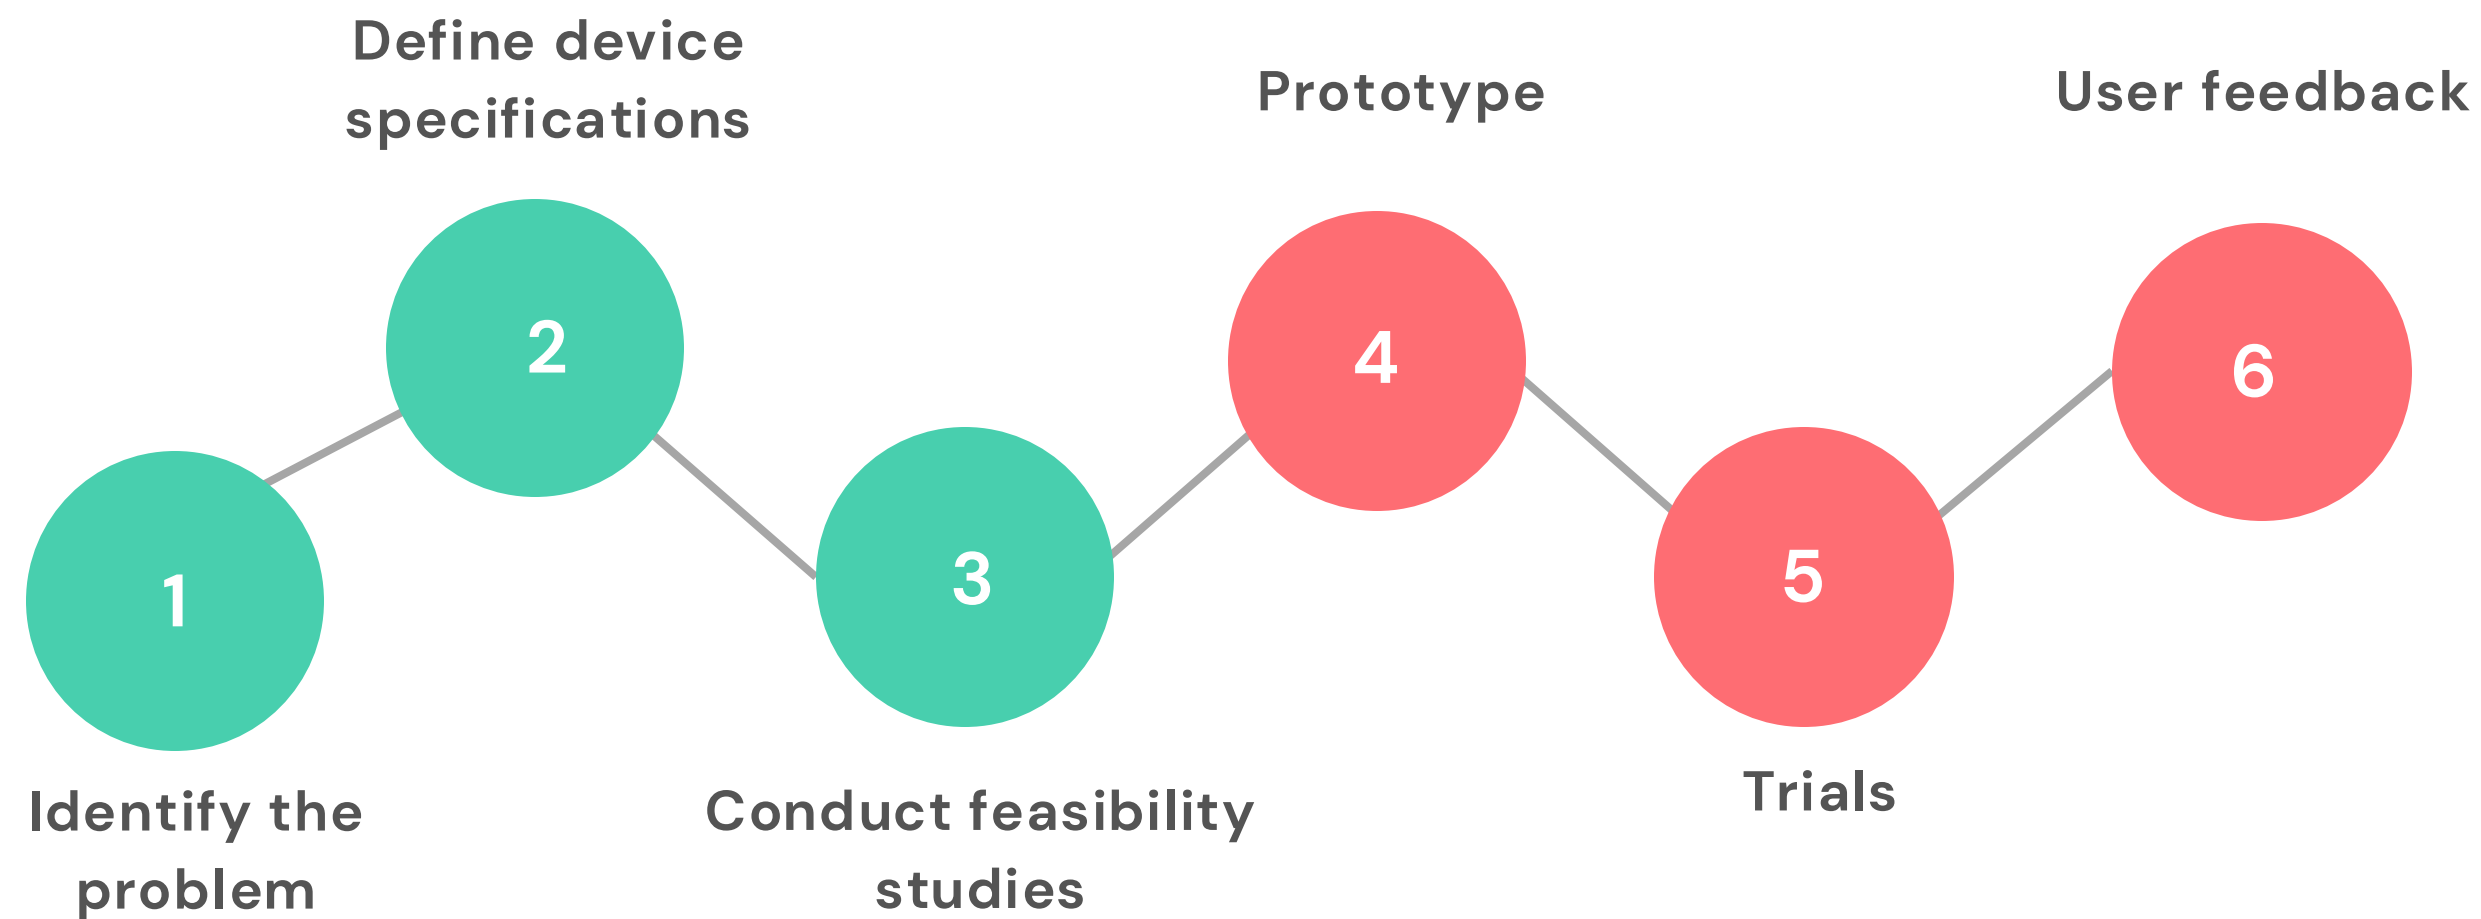 Define device
specifications
Prototype
User feedback
2
4
6
1
3
5
Identify the
problem
Conduct feasibility
studies
Trials